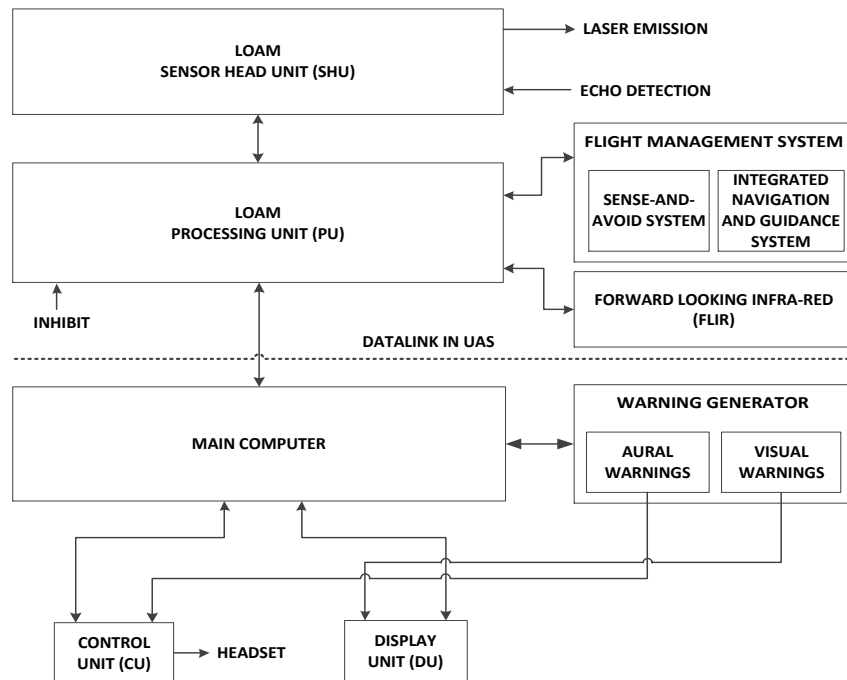 LOAM
SENSOR HEAD UNIT (SHU)
LASER EMISSION
ECHO DETECTION
LOAM
PROCESSING UNIT (PU)
FLIGHT MANAGEMENT SYSTEM
SENSE-AND-
AVOID SYSTEM
INTEGRATED
NAVIGATION
AND GUIDANCE
SYSTEM
FORWARD LOOKING INFRA-RED
(FLIR)
INHIBIT
DATALINK IN UAS
MAIN COMPUTER
WARNING GENERATOR
AURAL
WARNINGS
VISUAL
WARNINGS
CONTROL
UNIT (CU)
HEADSET
DISPLAY
UNIT (DU)